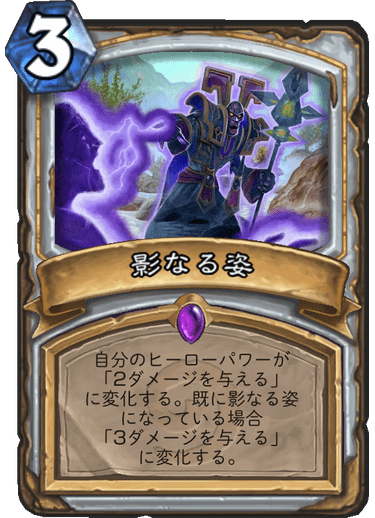 3
影なる姿
自分のヒーローパワーが
「2ダメージを与える」
に変化する。既に影なる姿
になっている場合
「3ダメージを与える」
に変化する。